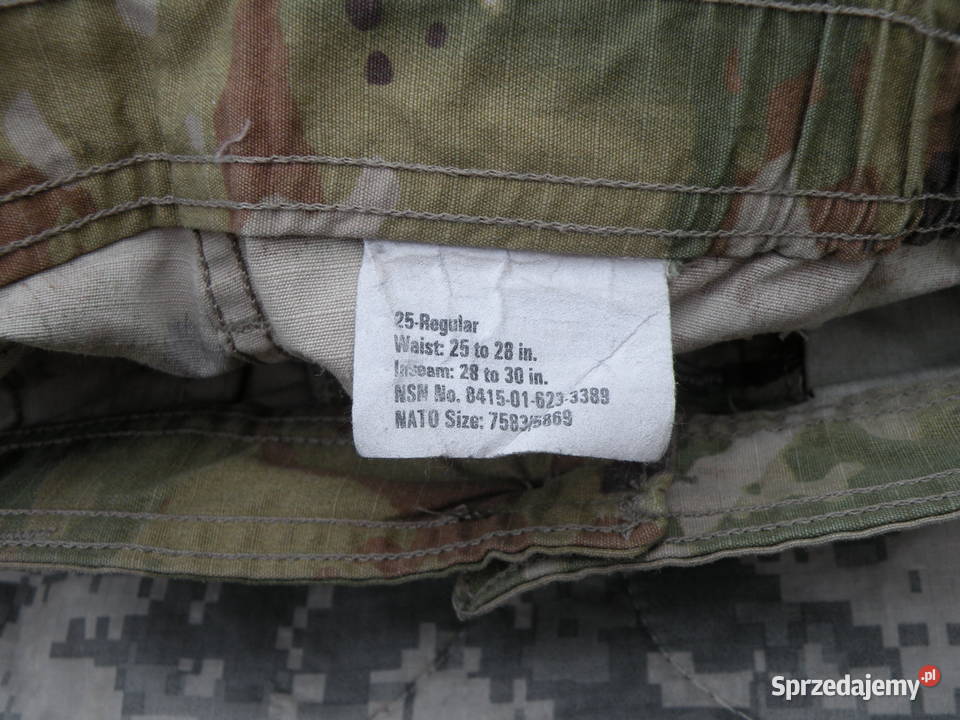 25-Regular
Waist: 25 to 28 in.
Inseam: 28 to 30 in.
NSN No. 8415-01-623-3389
NATO Size: 7583/5869
Sprzedajemy.pl